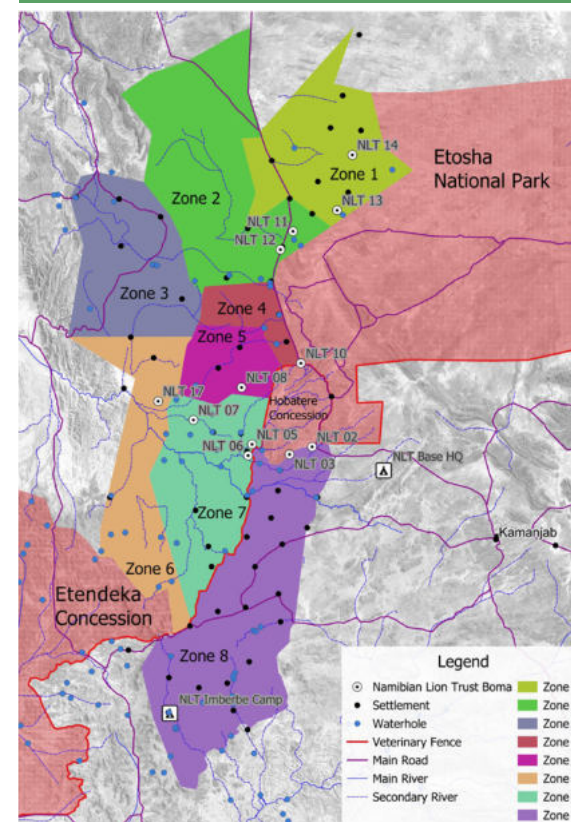 NLT 14
Etosha
National Park
Zone 1
Zone 2
NLT 13
NLT 11
NLT 12
Zone 3
Zone 4
Zone 5
NLT 10
NLT 08
NLT 17
Hobatere
Concession
NLT 07
NLT 05
NLT 02
NLT 06
NLT 03
NLT Base HQ
Zone 7
Kamanjab
Zone 6
Etendeka
Concession
Zone 8
NLT Imberbe Camp
Legend
Namibian Lion Trust Boma
Settlement
Waterhole
Veterinary Fence
Main Road
Main River
Secondary River
Zone
Zone
Zone
Zone
Zone
Zone
Zone
Zone